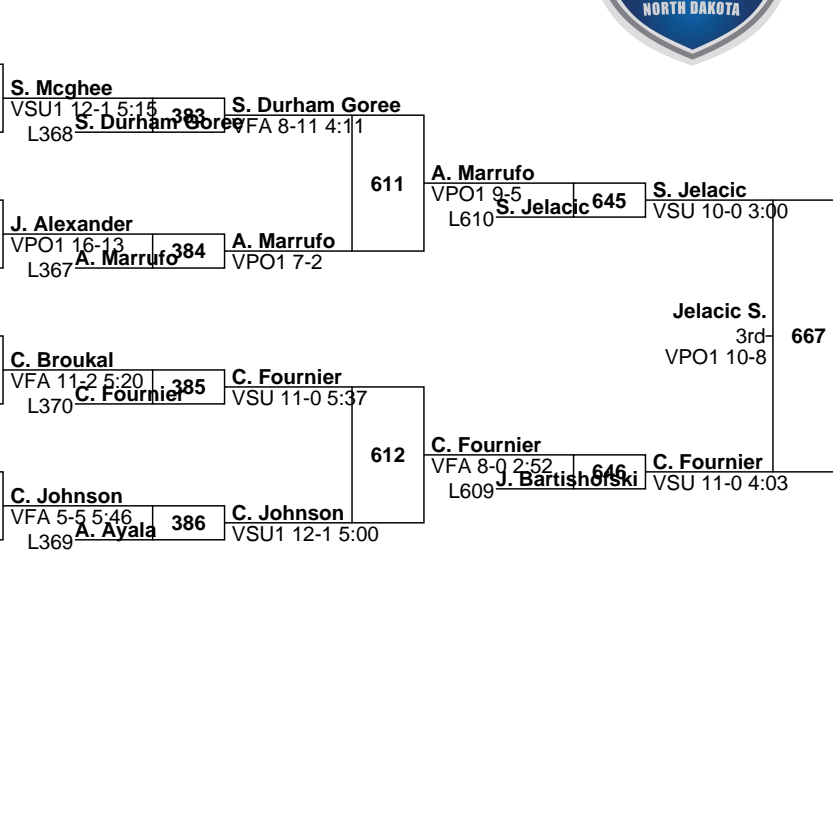 NORTH DAKOTA
S. Mcghee
VSU1 12-1 5:15
383
S. Durham Goree
L368
S. Durham Goree
VFA 8-11 4:11
611
A. Marrufo
VPO1 9-5
645
S. Jelacic
L610
S. Jelacic
VSU 10-0 3:00
J. Alexander
VPO1 16-13
384
A. Marrufo
L367
A. Marrufo
VPO1 7-2
Jelacic S.
3rd
667
VPO1 10-8
C. Broukal
VFA 11-2 5:20
385
C. Fournier
L370
C. Fournier
VSU 11-0 5:37
612
C. Fournier
VFA 8-0 2:52
646
J. Bartishofski
L609
C. Fournier
VSU 11-0 4:03
C. Johnson
VFA 5-5 5:46
386
A. Ayala
L369
C. Johnson
VSU1 12-1 5:00